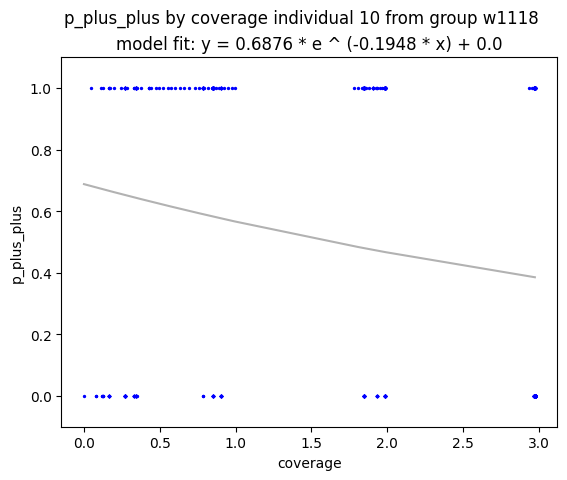 p_plus_plus by coverage individual 10 from group w1118
model fit: y = 0.6876 * e ^ (-0.1948 * x) + 0.0
1.0
0.8
0.6
p_plus_plus
0.4
0.2
0.0
0.0 0.5 1.0 1.5 2.0 2.5 3.0
coverage